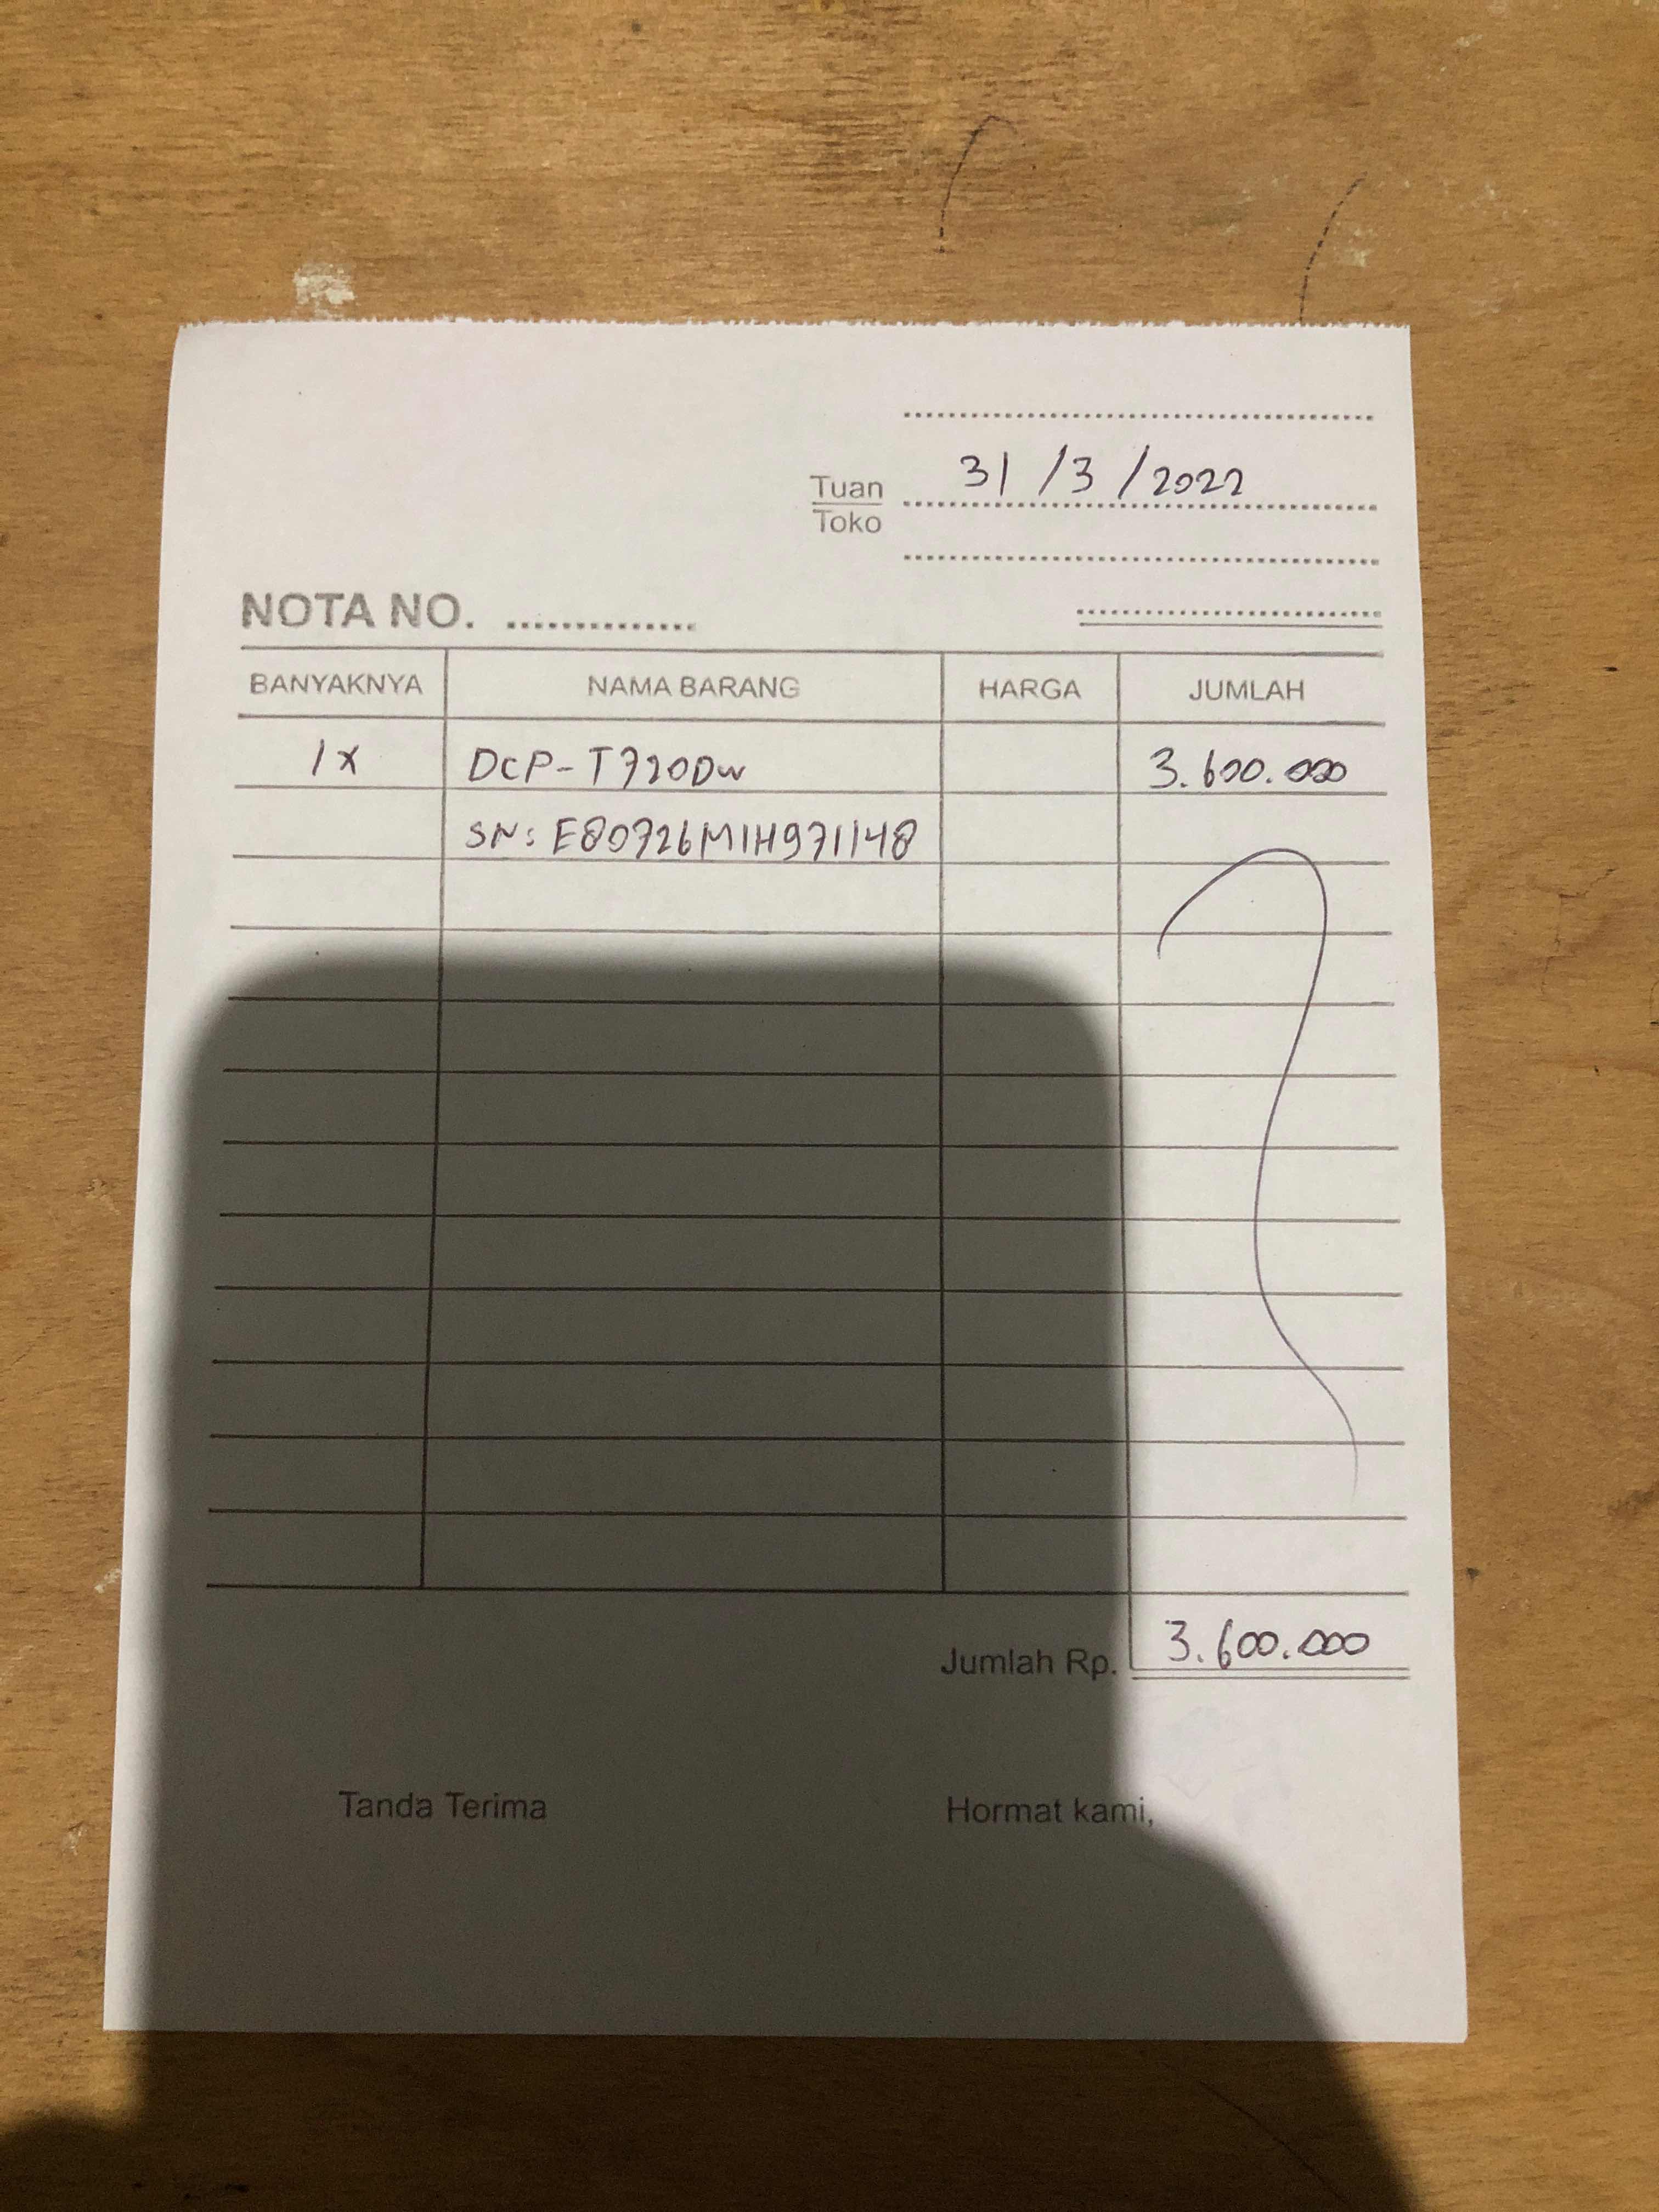 31/3/2022
Tuan
Toko
NOTA NO. ..............
BANYAKNYA NAMA BARANG HARGA JUMLAH
1x DCP-T720DW 3.600.000
SN: E80726M1H971148
Jumlah Rp. 3.600.000
Tanda Terima Hormat kami,